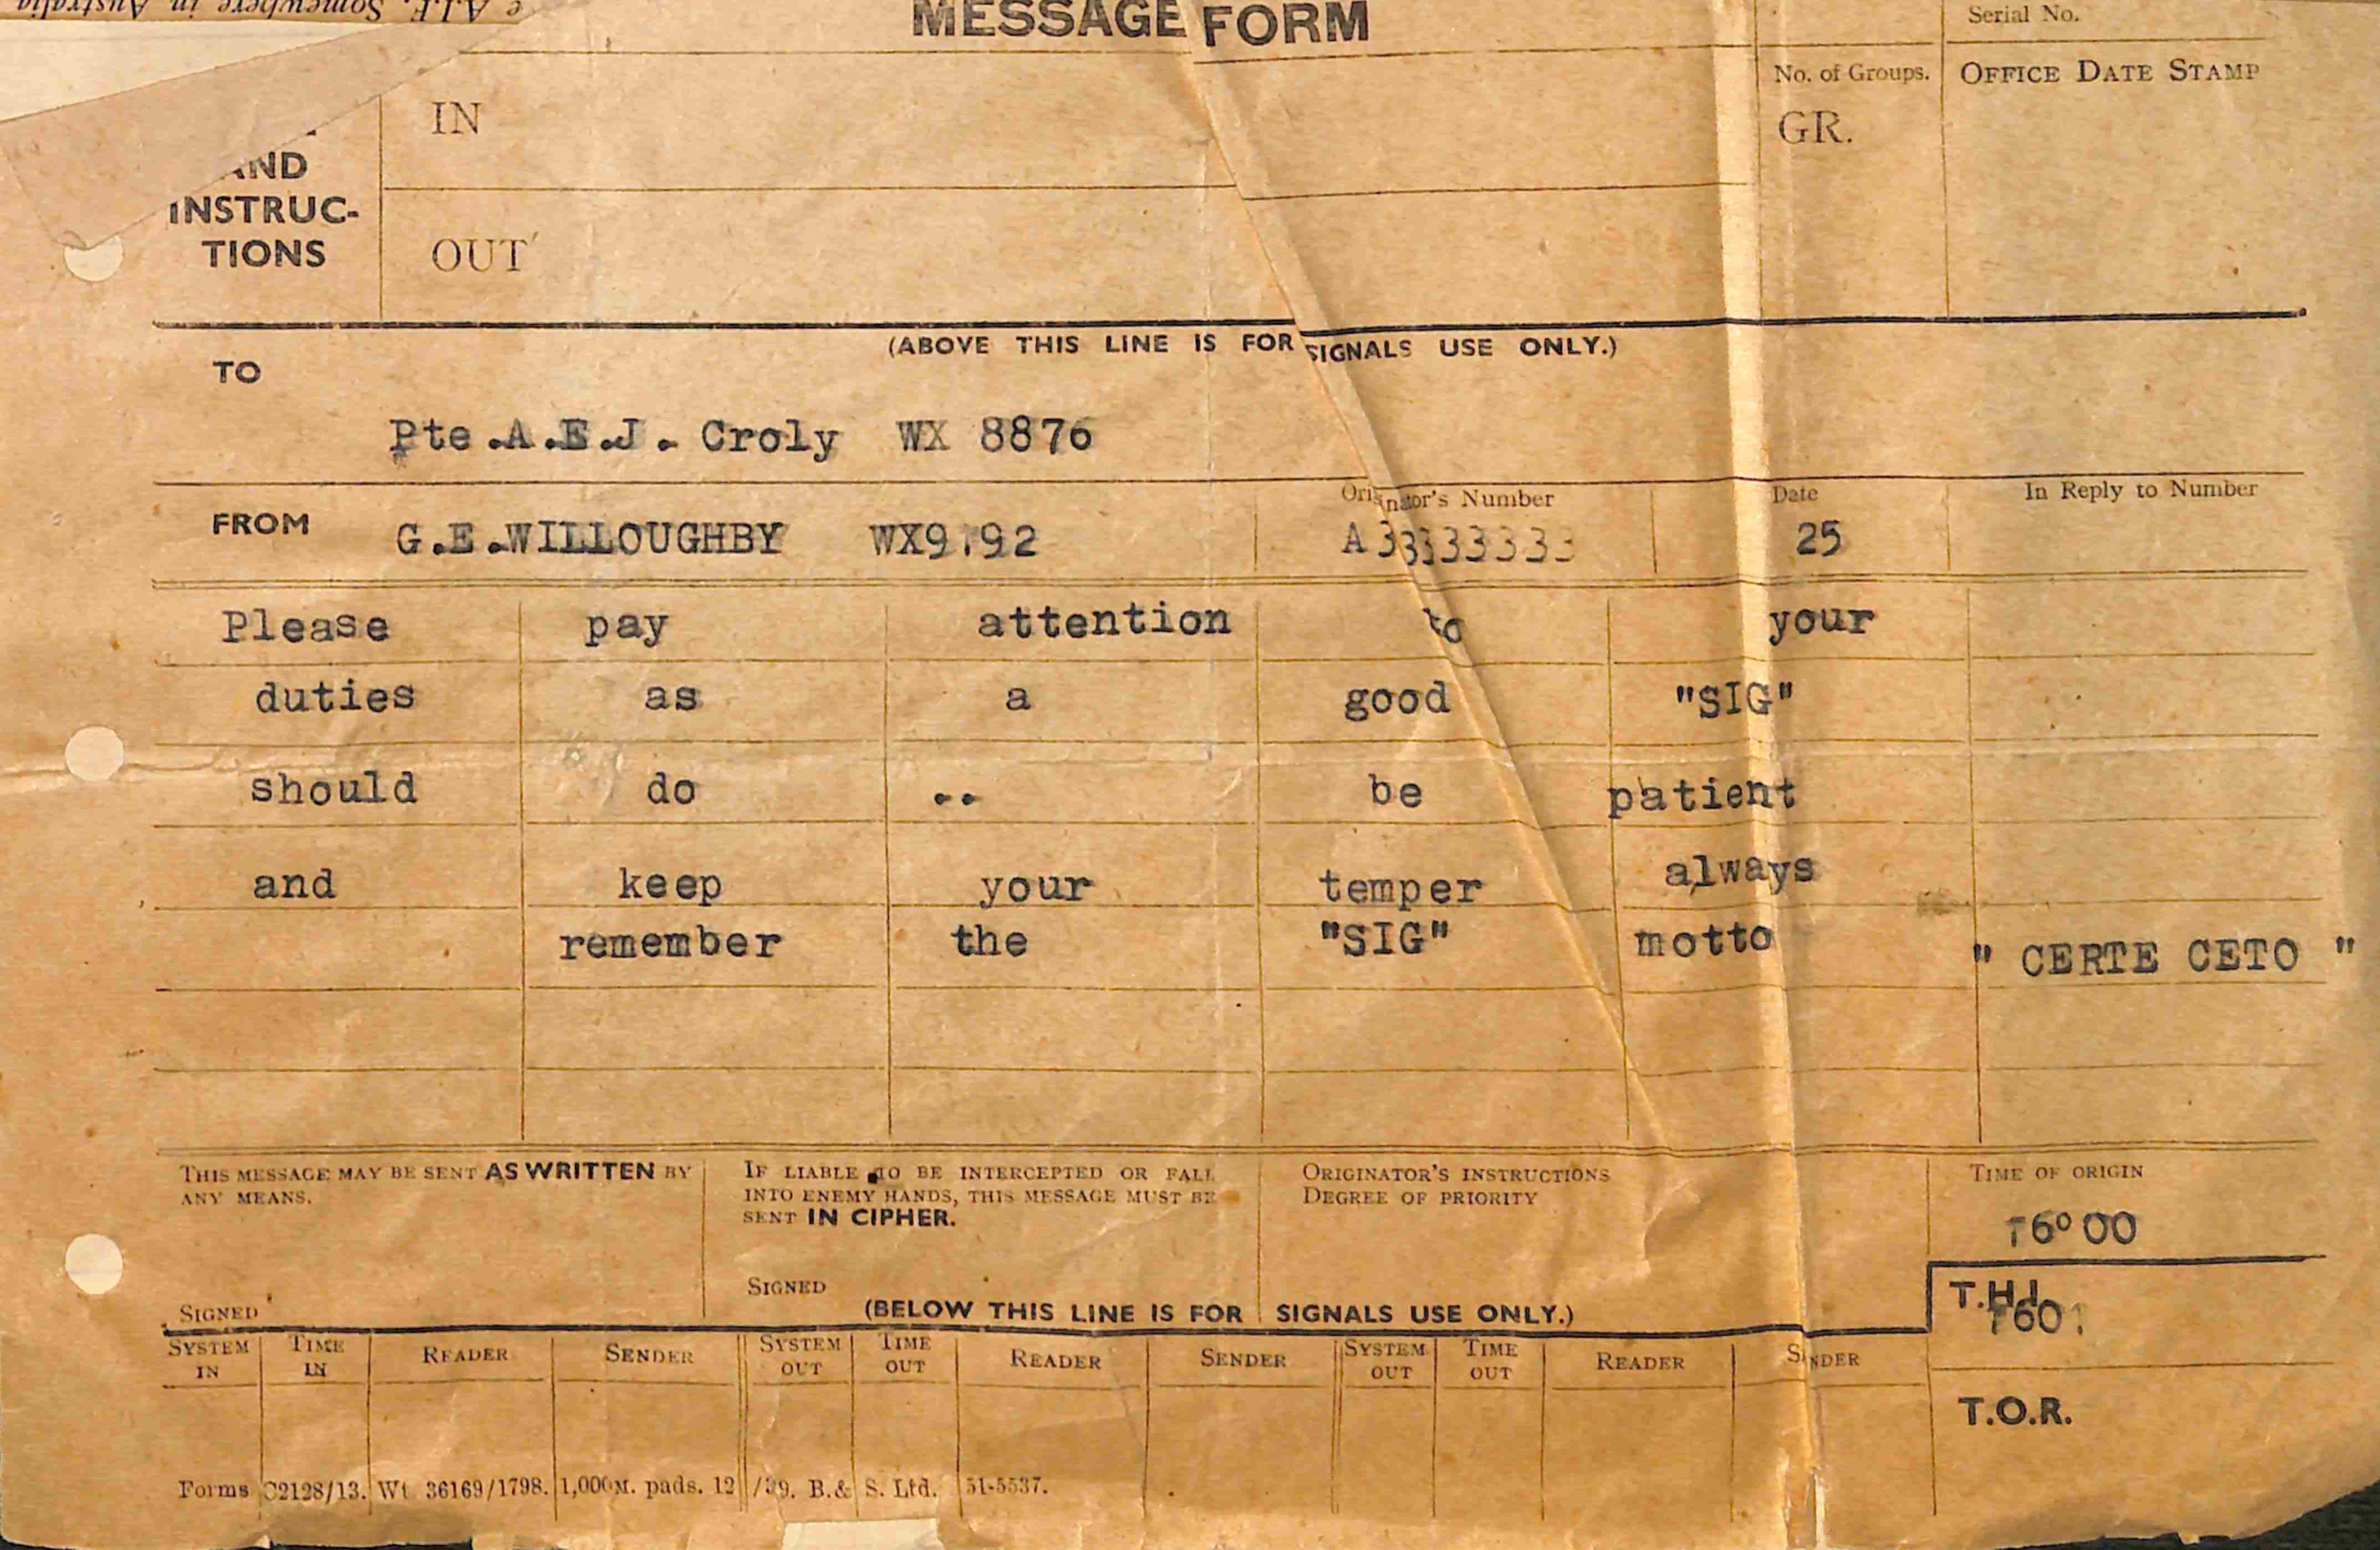 A.I.F. Somewhere in Australia
MESSAGE FORM
Serial No.
No. of Groups.
OFFICE DATE STAMP
IN
GR.
AND
INSTRUC-
TIONS
OUT
(ABOVE THIS LINE IS FOR SIGNALS USE ONLY.)
TO
Pte.A.E.J. Croly WX 8876
Originator's Number
Date
In Reply to Number
FROM G.E.WILLOUGHBY A33333333 25
Please pay attention to your
duties as a good "SIG"
should do .. be patient
and keep your temper always
remember the "SIG" motto " CERTE CETO "
THIS MESSAGE MAY BE SENT AS WRITTEN BY
ANY MEANS.
SIGNED
IF LIABLE TO BE INTERCEPTED OR FALL
INTO ENEMY HANDS, THIS MESSAGE MUST BE
SENT IN CIPHER.
SIGNED
ORIGINATOR'S INSTRUCTIONS
DEGREE OF PRIORITY
TIME OF ORIGIN
(BELOW THIS LINE IS FOR SIGNALS USE ONLY.)
T.H.I.
T.O.R.
SYSTEM IN
TIME IN
READER
SENDER
SYSTEM OUT
TIME OUT
READER
SENDER
SYSTEM OUT
TIME OUT
READER
SENDER
Forms C2128/13. Wt. 36169/1798. 1,000M. pads. 12/39. B.& S. Ltd. 51-5537.